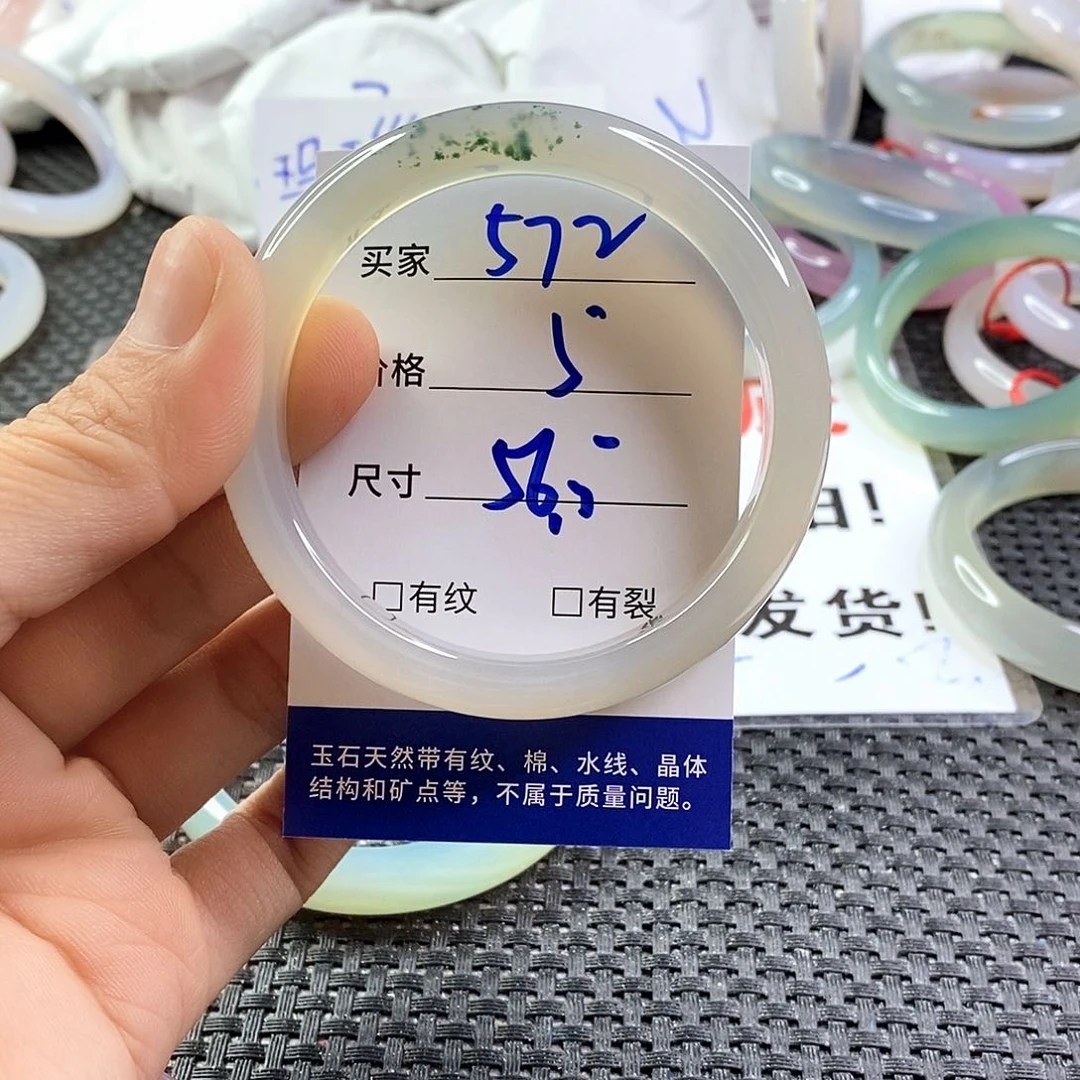 买家 572
价格 5
尺寸 56.5
□有纹 □有裂
玉石天然带有纹、棉、水线、晶体
结构和矿点等，不属于质量问题。
发货!